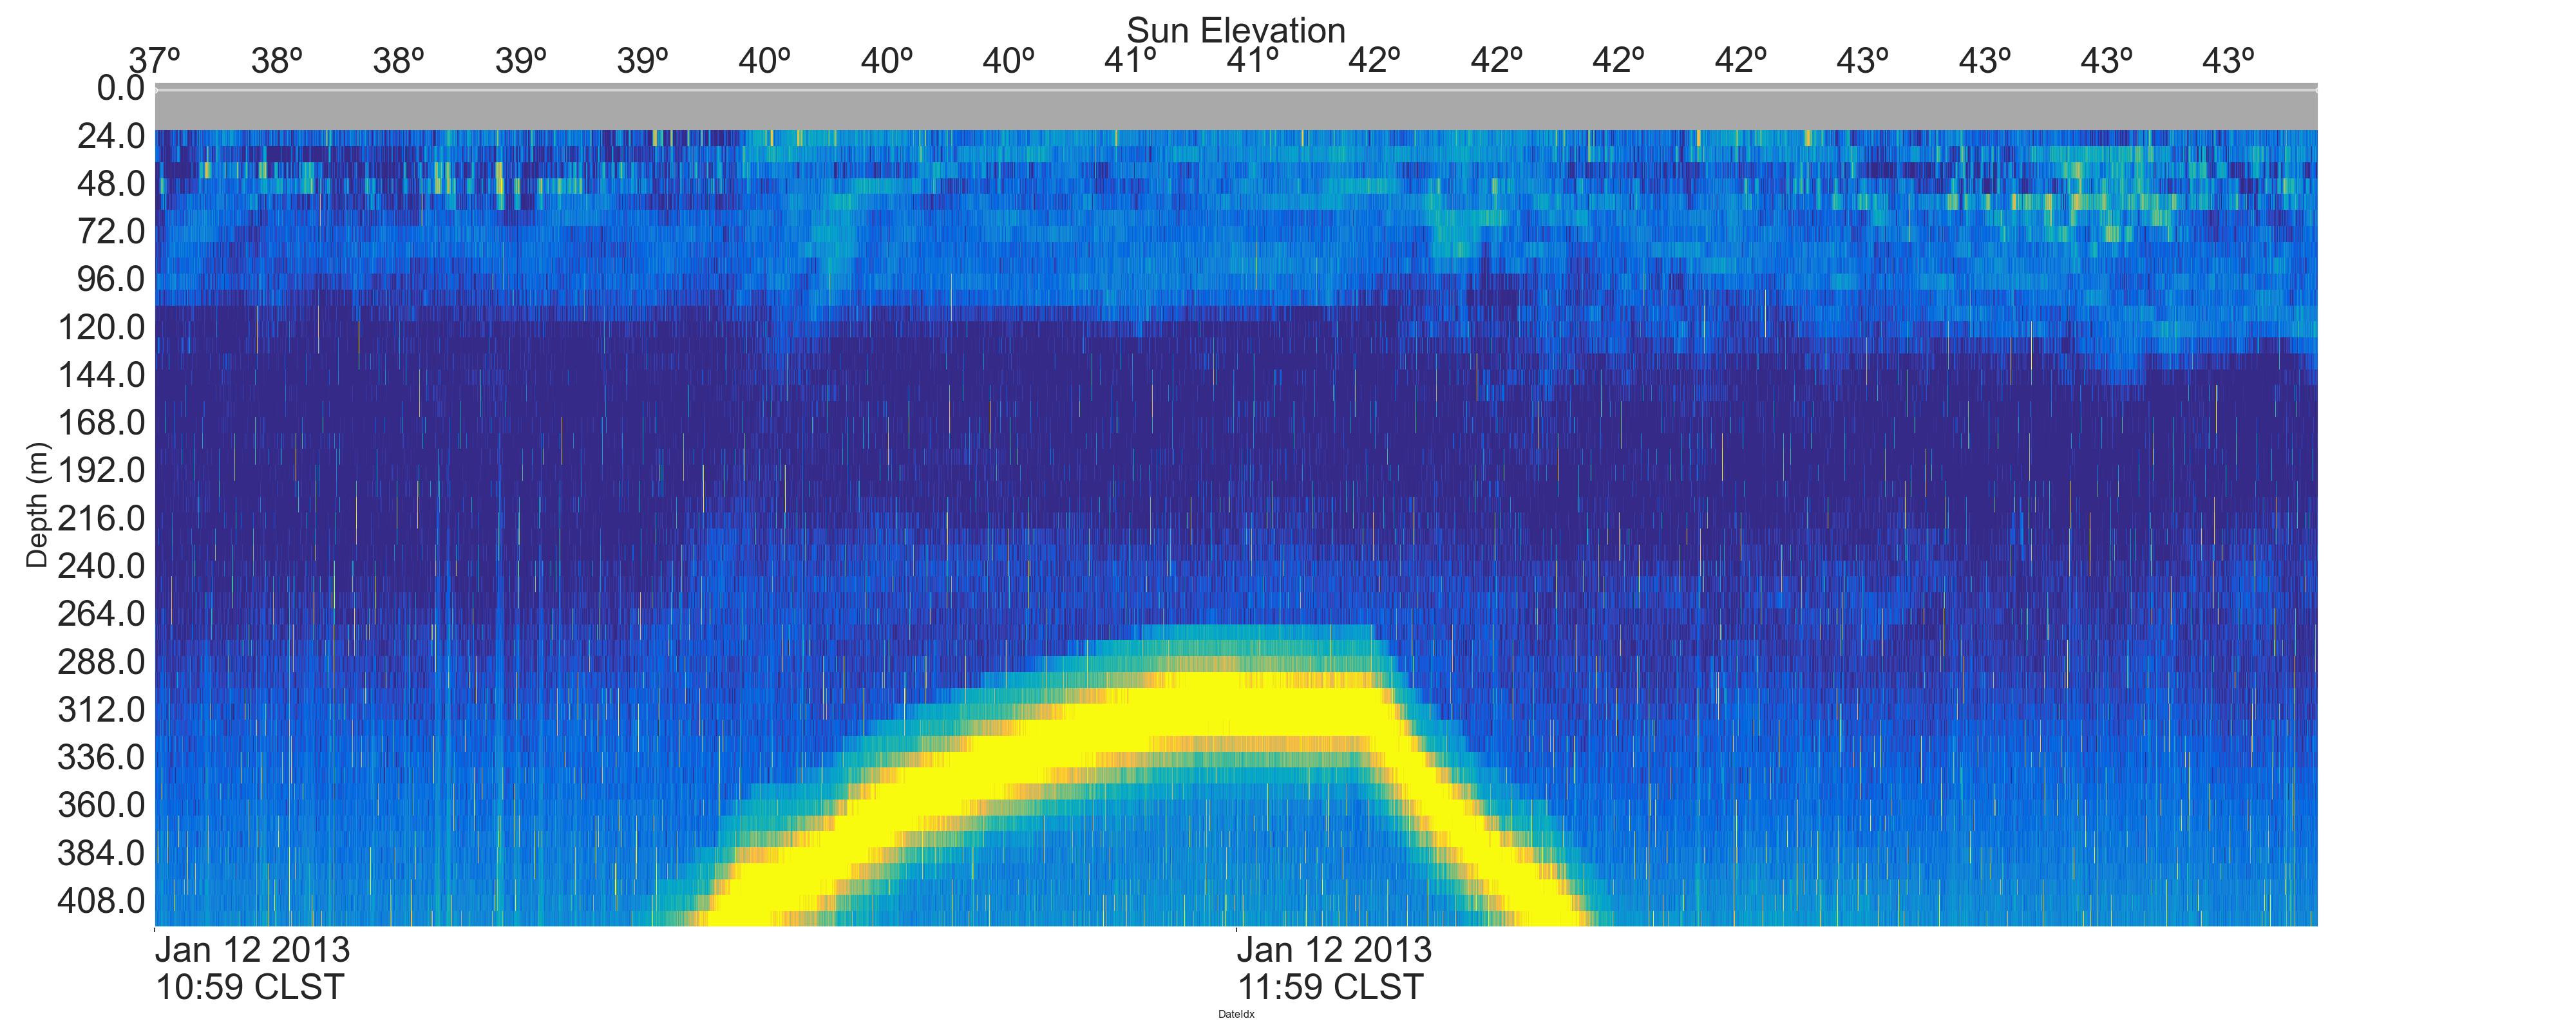 Sun Elevation
37º 38º 38º 39º 39º 40º 40º 40º 41º 41º 42º 42º 42º 42º 43º 43º 43º 43º
0.0
24.0
48.0
72.0
96.0
120.0
144.0
168.0
192.0
216.0
240.0
264.0
288.0
312.0
336.0
360.0
384.0
408.0
Depth (m)
Jan 12 2013
10:59 CLST
Jan 12 2013
11:59 CLST
DateIdx